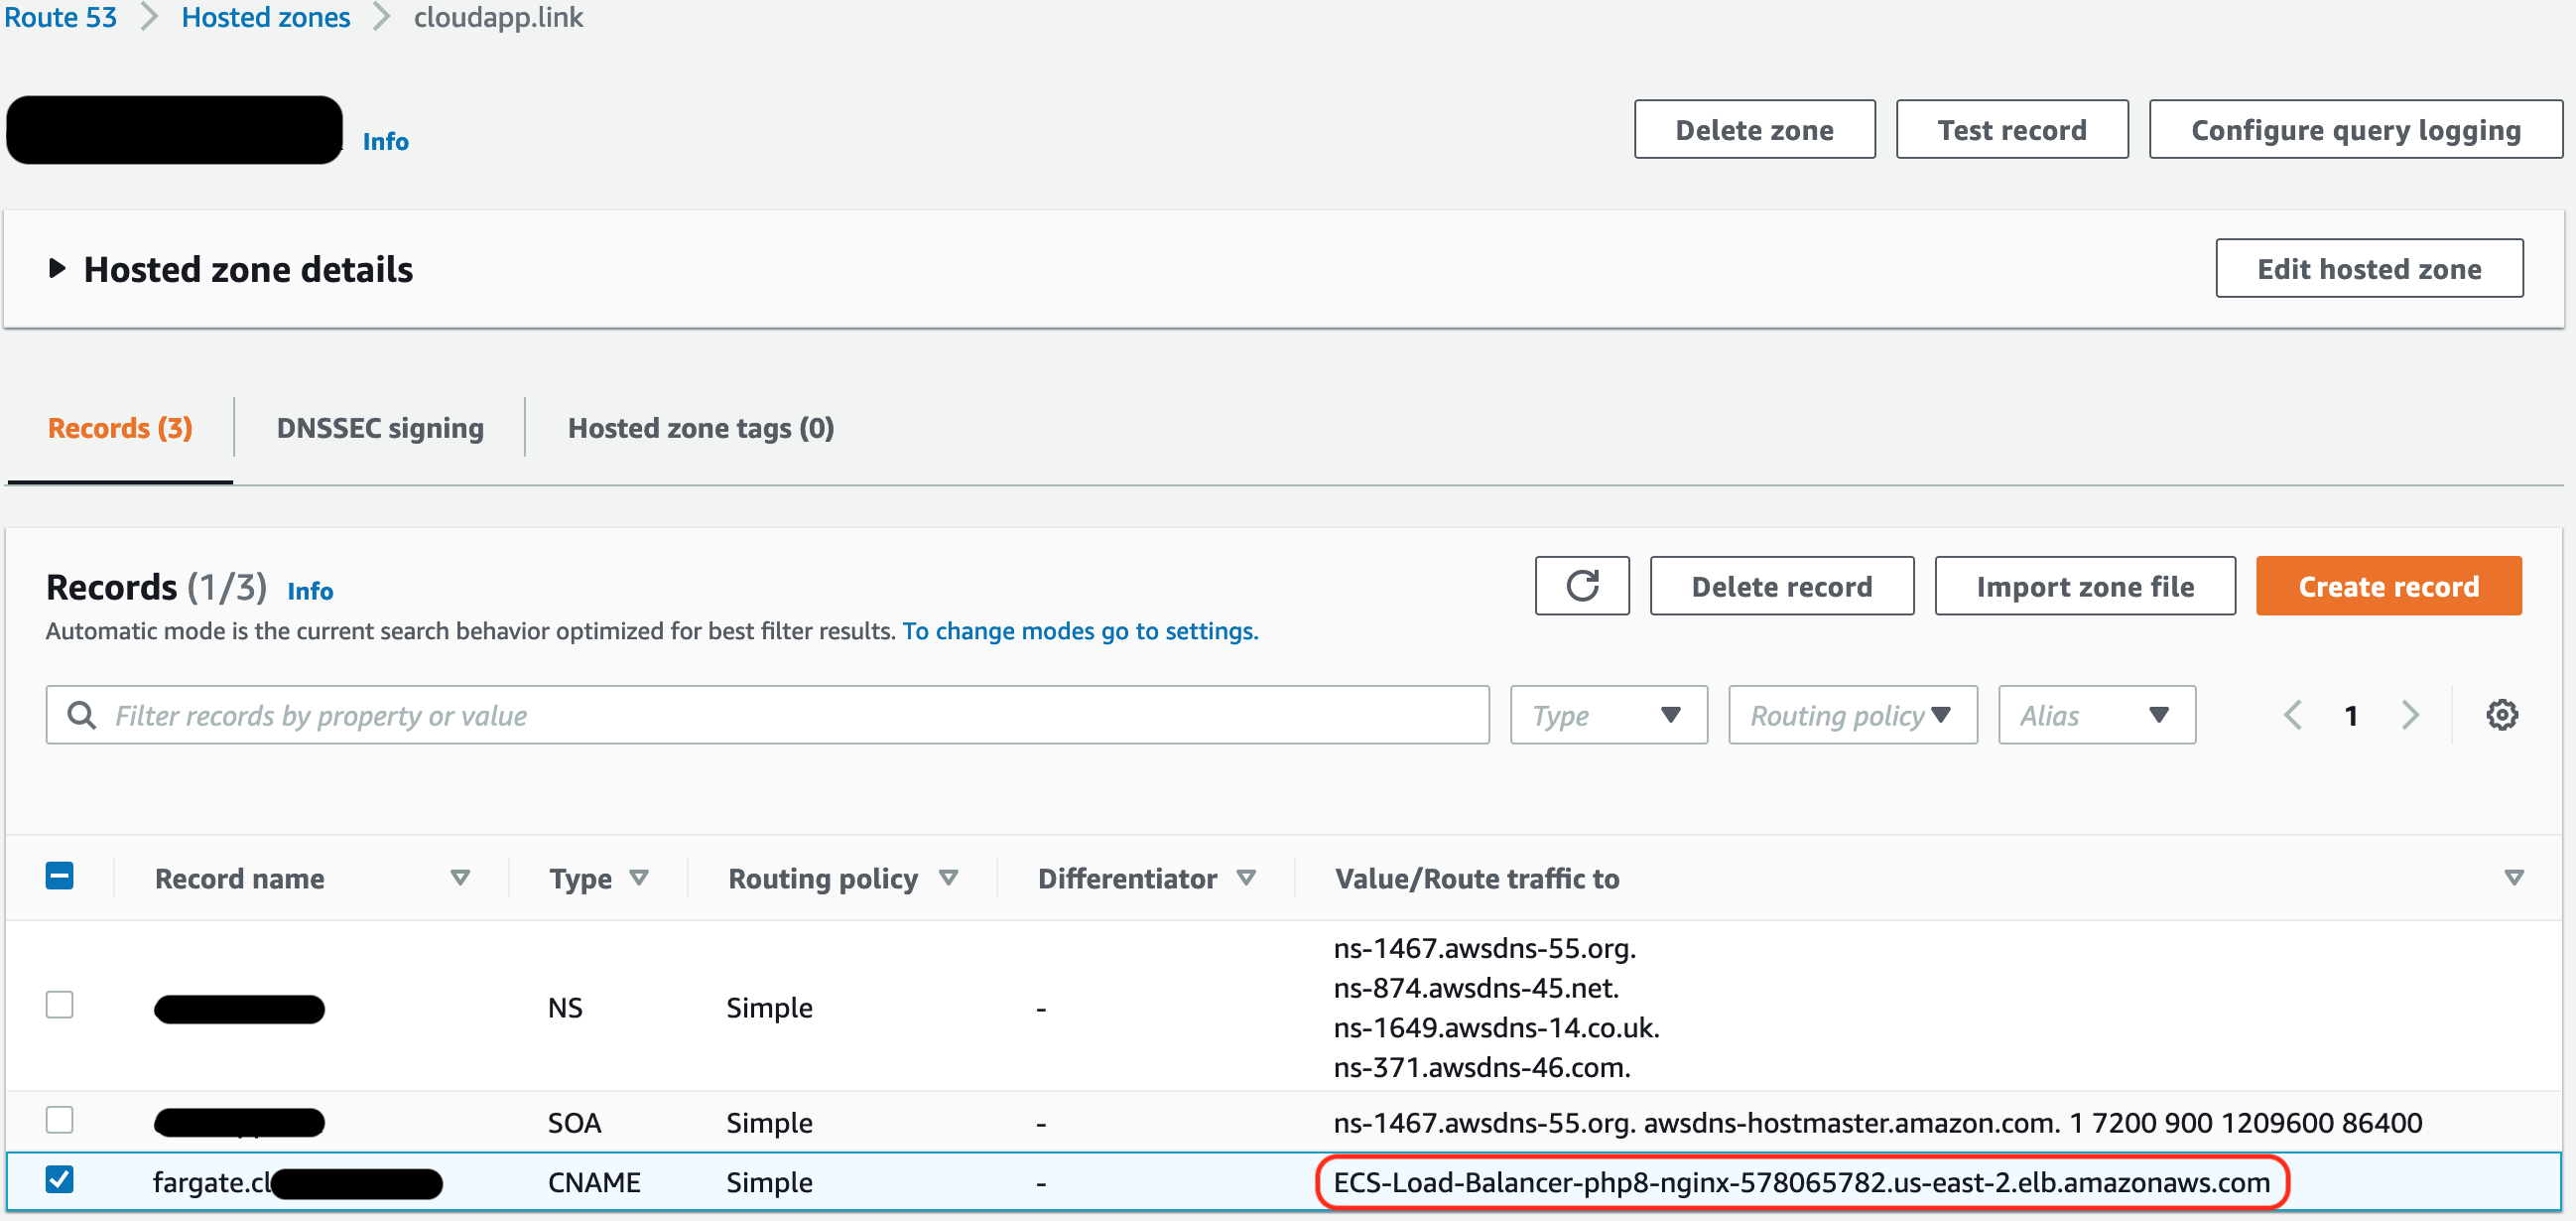 Route 53 > Hosted zones > cloudapp.link
Info
Delete zone
Test record
Configure query logging
Hosted zone details
Edit hosted zone
Records (3)
DNSSEC signing
Hosted zone tags (0)
Records (1/3) Info
Delete record
Import zone file
Create record
Automatic mode is the current search behavior optimized for best filter results. To change modes go to settings.
Filter records by property or value
Type
Routing policy
Alias
1
Record name
Type
Routing policy
Differentiator
Value/Route traffic to
NS
Simple
-
ns-1467.awsdns-55.org.
ns-874.awsdns-45.net.
ns-1649.awsdns-14.co.uk.
ns-371.awsdns-46.com.
SOA
Simple
-
ns-1467.awsdns-55.org. awsdns-hostmaster.amazon.com. 1 7200 900 1209600 86400
fargate.cl
CNAME
Simple
-
ECS-Load-Balancer-php8-nginx-578065782.us-east-2.elb.amazonaws.com